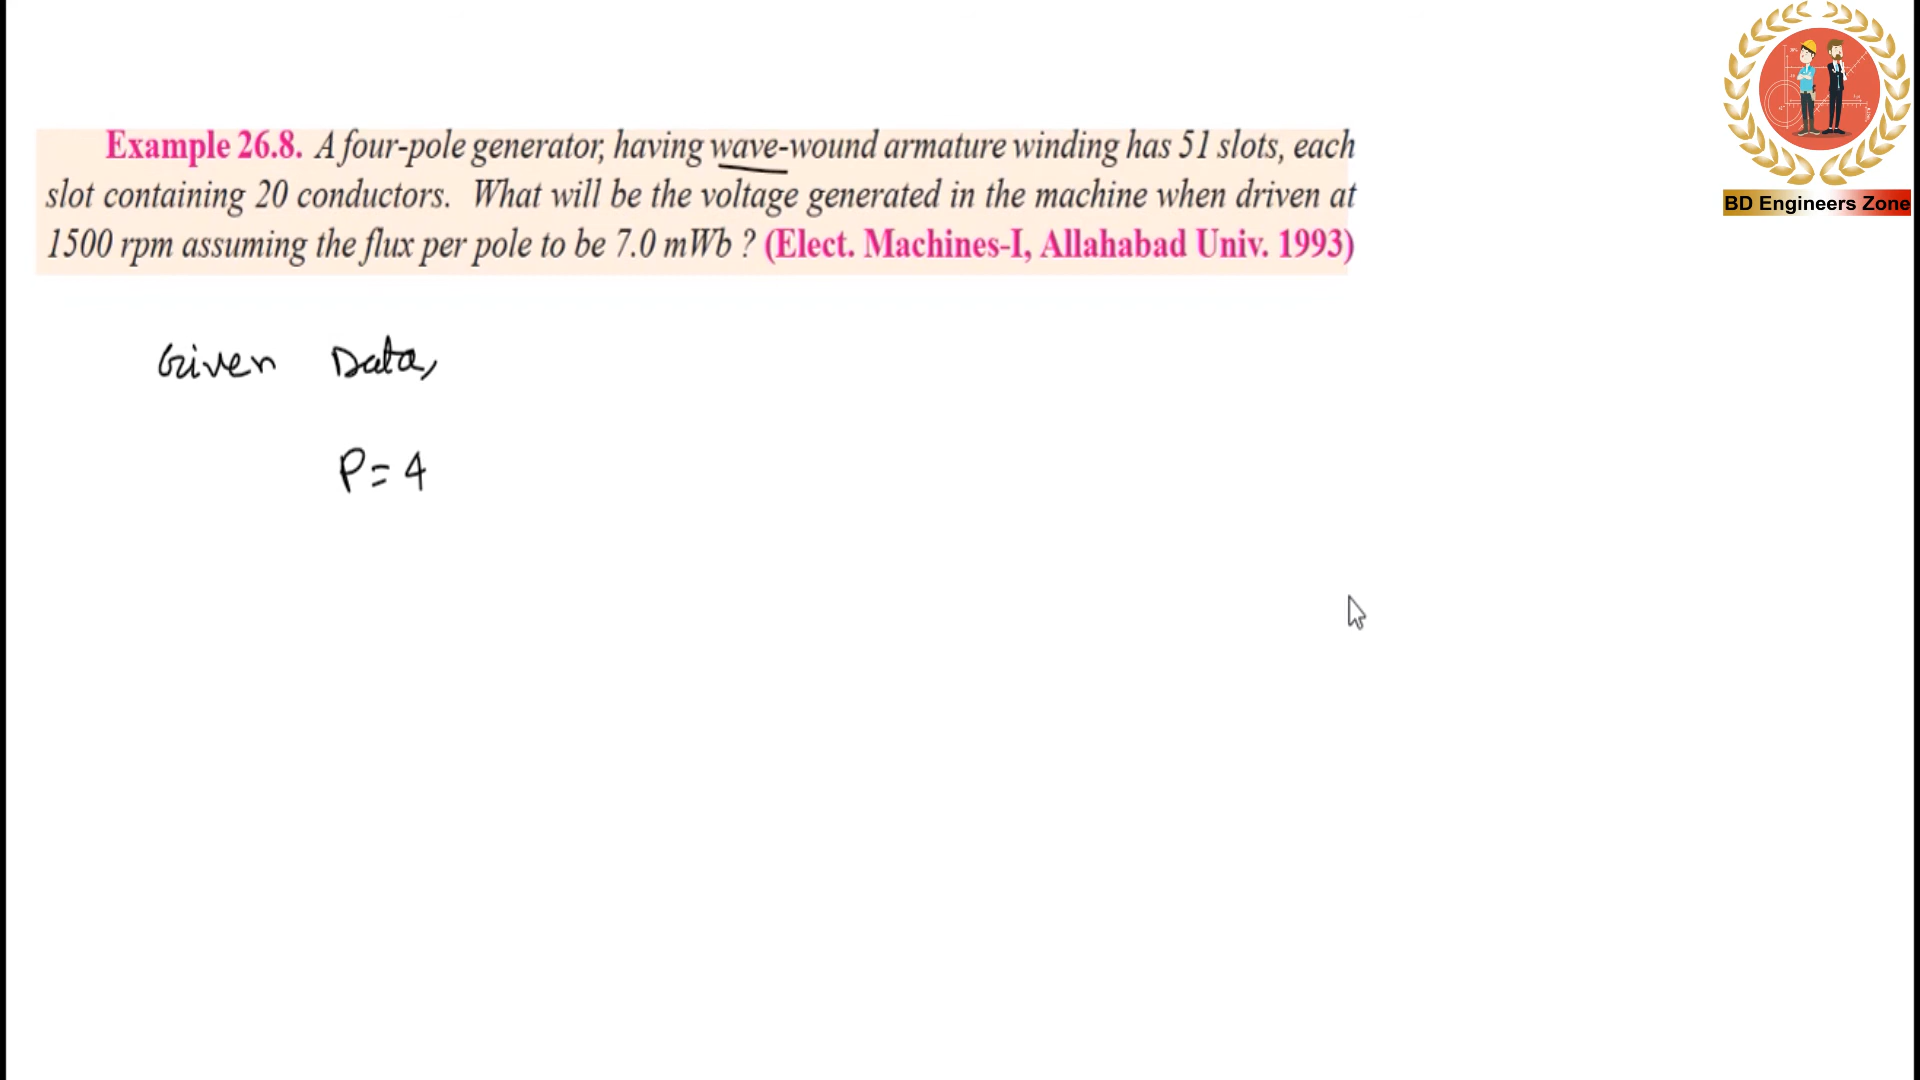 Example 26.8. A four-pole generator, having wave-wound armature winding has 51 slots, each
slot containing 20 conductors. What will be the voltage generated in the machine when driven at
1500 rpm assuming the flux per pole to be 7.0 mWb ? (Elect. Machines-I, Allahabad Univ. 1993)
BD Engineers Zone
Given Data,
P = 4